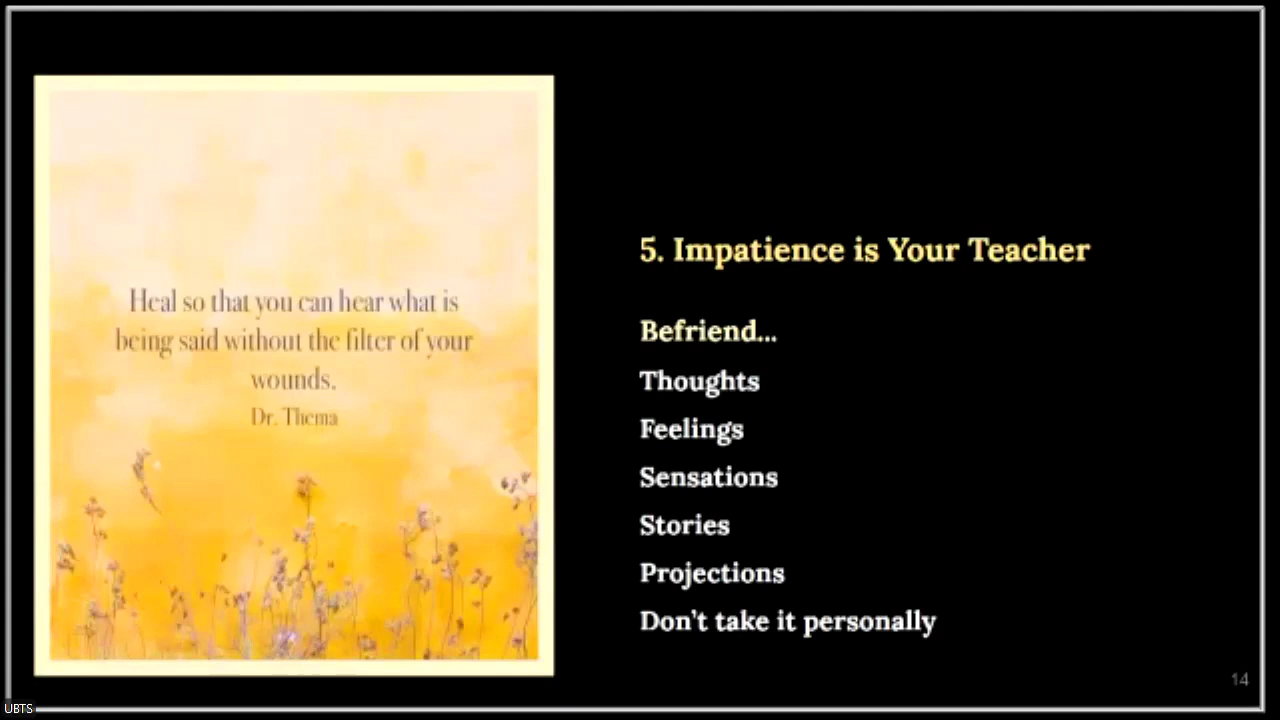 Heal so that you can hear what is
being said without the filter of your
wounds.
Dr. Thema
5. Impatience is Your Teacher
Befriend...
Thoughts
Feelings
Sensations
Stories
Projections
Don't take it personally
14
UBTS